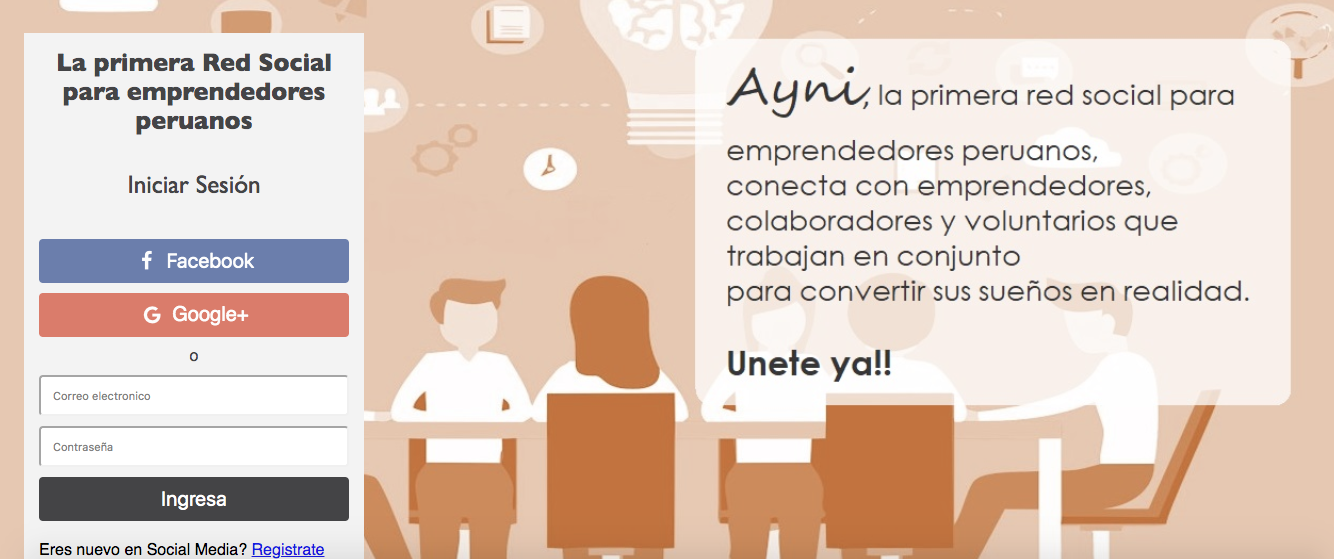 La primera Red Social
para emprendedores
peruanos
Iniciar Sesión
Facebook
Google+
o
Correo electronico
Contraseña
Ingresa
Eres nuevo en Social Media? Registrate
Ayni, la primera red social para
emprendedores peruanos,
conecta con emprendedores,
colaboradores y voluntarios que
trabajan en conjunto
para convertir sus sueños en realidad.
Unete ya!!